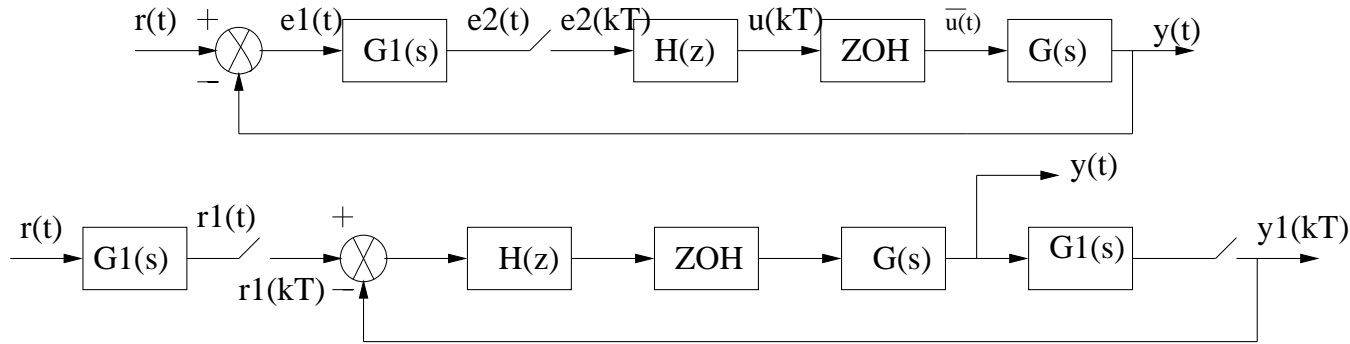 r(t) + e1(t) e2(t) e2(kT) u(kT) u(t) y(t)
G1(s) H(z) ZOH G(s)
−
y(t)
r(t) r1(t) + y1(kT)
G1(s) H(z) ZOH G(s) G1(s)
r1(kT) −